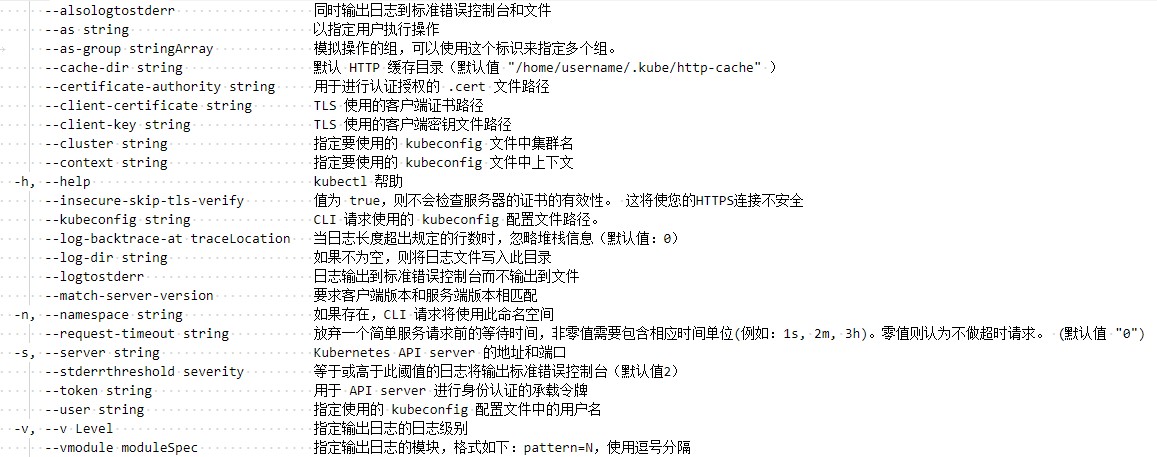 --alsologtostderr 同时输出日志到标准错误控制台和文件
--as string 以指定用户执行操作
--as-group stringArray 模拟操作的组，可以使用这个标识来指定多个组。
--cache-dir string 默认 HTTP 缓存目录（默认值 "/home/username/.kube/http-cache" ）
--certificate-authority string 用于进行认证授权的 .cert 文件路径
--client-certificate string TLS 使用的客户端证书路径
--client-key string TLS 使用的客户端密钥文件路径
--cluster string 指定要使用的 kubeconfig 文件中集群名
--context string 指定要使用的 kubeconfig 文件中上下文
-h, --help kubectl 帮助
--insecure-skip-tls-verify 值为 true，则不会检查服务器的证书的有效性。 这将使您的HTTPS连接不安全
--kubeconfig string CLI 请求使用的 kubeconfig 配置文件路径。
--log-backtrace-at traceLocation 当日志长度超出规定的行数时，忽略堆栈信息（默认值：0）
--log-dir string 如果不为空，则将日志文件写入此目录
--logtostderr 日志输出到标准错误控制台而不输出到文件
--match-server-version 要求客户端版本和服务端版本相匹配
-n, --namespace string 如果存在，CLI 请求将使用此命名空间
--request-timeout string 放弃一个简单服务请求前的等待时间，非零值需要包含相应时间单位(例如：1s, 2m, 3h)。零值则认为不做超时请求。 (默认值 "0")
-s, --server string Kubernetes API server 的地址和端口
--stderrthreshold severity 等于或高于此阈值的日志将输出标准错误控制台（默认值2）
--token string 用于 API server 进行身份认证的承载令牌
--user string 指定使用的 kubeconfig 配置文件中的用户名
-v, --v Level 指定输出日志的日志级别
--vmodule moduleSpec 指定输出日志的模块，格式如下：pattern=N，使用逗号分隔